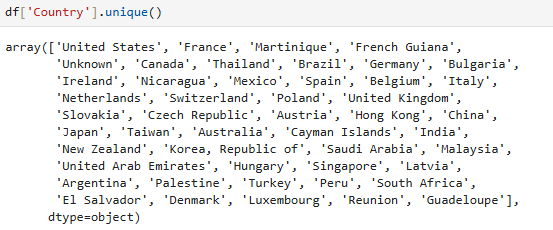 df['Country'].unique()
array(['United States', 'France', 'Martinique', 'French Guiana',
'Unknown', 'Canada', 'Thailand', 'Brazil', 'Germany', 'Bulgaria',
'Ireland', 'Nicaragua', 'Mexico', 'Spain', 'Belgium', 'Italy',
'Netherlands', 'Switzerland', 'Poland', 'United Kingdom',
'Slovakia', 'Czech Republic', 'Austria', 'Hong Kong', 'China',
'Japan', 'Taiwan', 'Australia', 'Cayman Islands', 'India',
'New Zealand', 'Korea, Republic of', 'Saudi Arabia', 'Malaysia',
'United Arab Emirates', 'Hungary', 'Singapore', 'Latvia',
'Argentina', 'Palestine', 'Turkey', 'Peru', 'South Africa',
'El Salvador', 'Denmark', 'Luxembourg', 'Reunion', 'Guadeloupe'],
dtype=object)